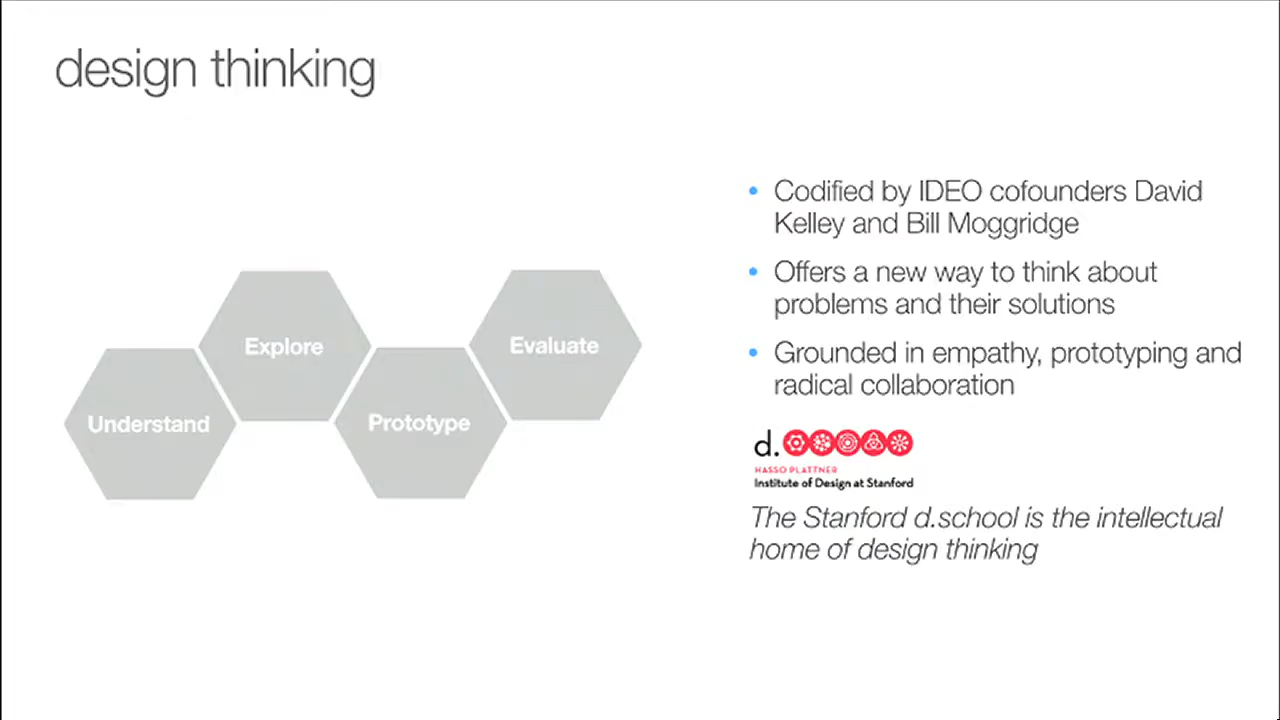 design thinking
Understand
Explore
Prototype
Evaluate
• Codified by IDEO cofounders David
Kelley and Bill Moggridge
• Offers a new way to think about
problems and their solutions
• Grounded in empathy, prototyping and
radical collaboration
d.
HASSO PLATTNER
Institute of Design at Stanford
The Stanford d.school is the intellectual
home of design thinking